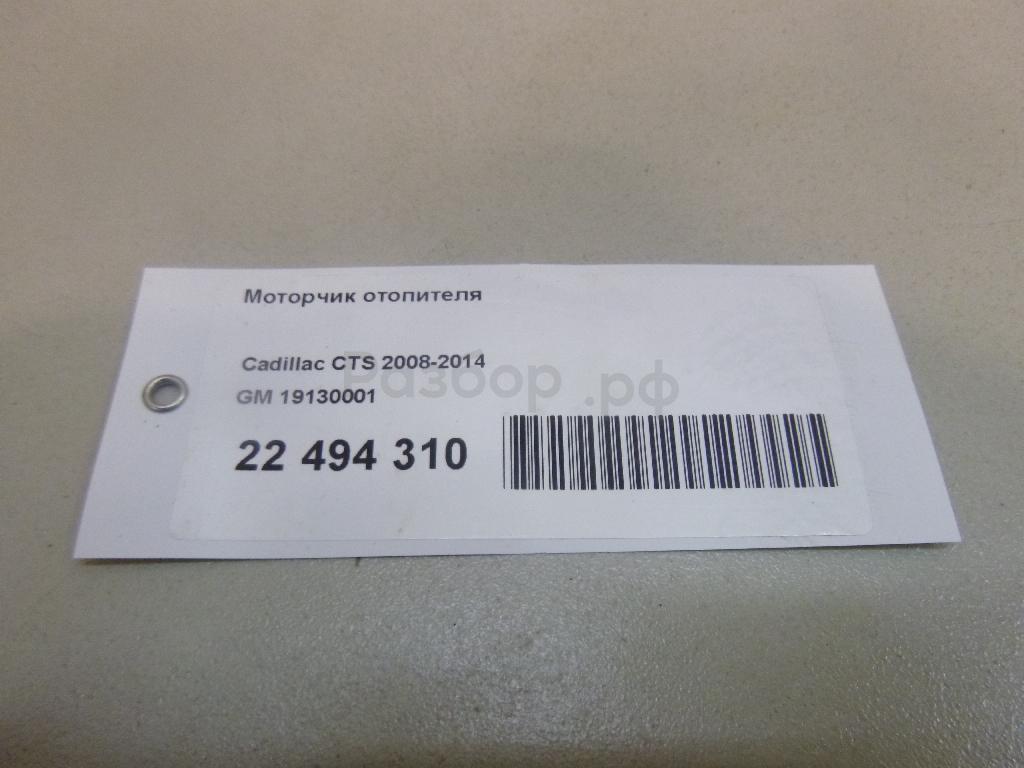 Моторчик отопителя
Cadillac CTS 2008-2014
Разбор.рф
GM 19130001
22 494 310